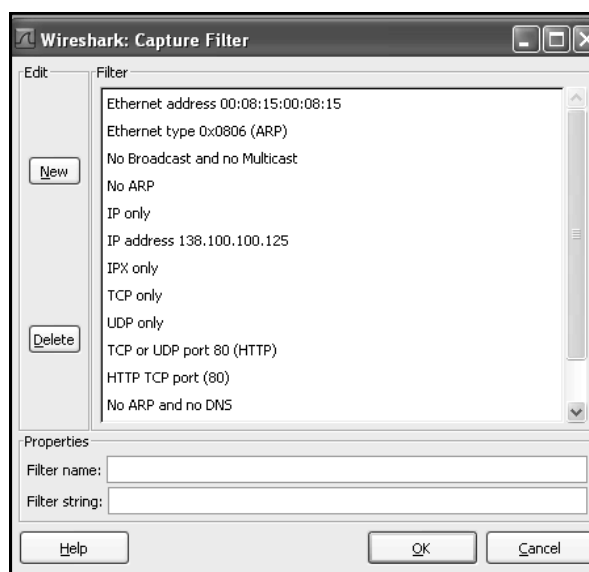 Wireshark: Capture Filter
Edit
Filter
New
Delete
Ethernet address 00:08:15:00:08:15
Ethernet type 0x0806 (ARP)
No Broadcast and no Multicast
No ARP
IP only
IP address 138.100.100.125
IPX only
TCP only
UDP only
TCP or UDP port 80 (HTTP)
HTTP TCP port (80)
No ARP and no DNS
Properties
Filter name:
Filter string:
Help
OK
Cancel